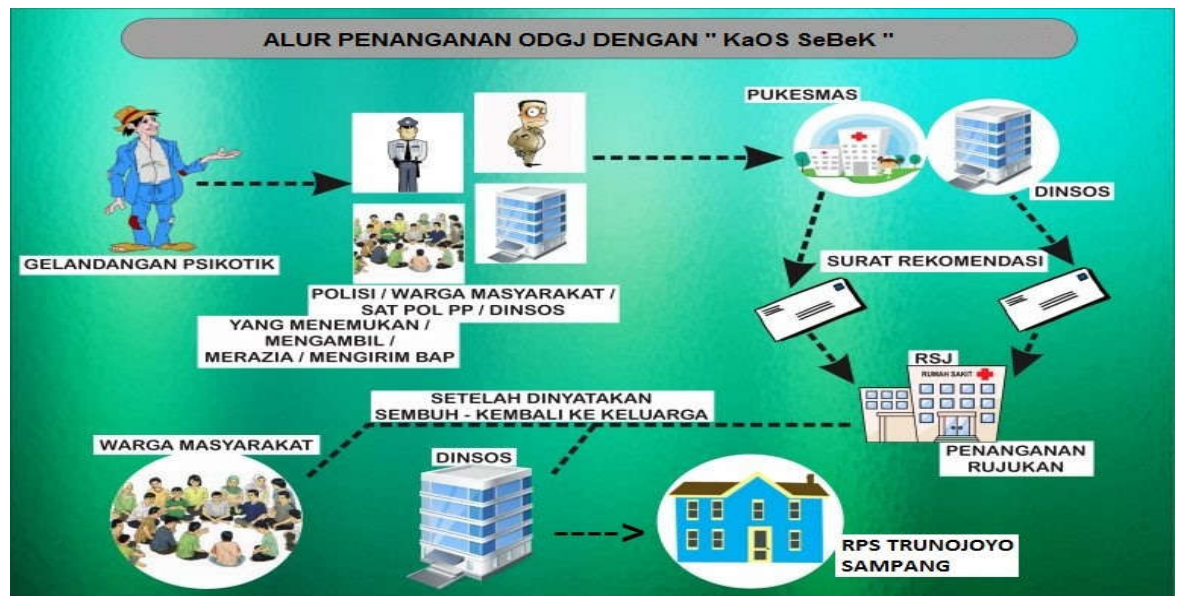 ALUR PENANGANAN ODGJ DENGAN " KaOS SeBeK "
GELANDANGAN PSIKOTIK
POLISI / WARGA MASYARAKAT /
SAT POL PP / DINSOS
YANG MENEMUKAN /
MENGAMBIL /
MERAZIA / MENGIRIM BAP
PUKESMAS
DINSOS
SURAT REKOMENDASI
RSJ
RUMAH SAKIT
PENANGANAN
RUJUKAN
SETELAH DINYATAKAN
SEMBUH - KEMBALI KE KELUARGA
WARGA MASYARAKAT
DINSOS
RPS TRUNOJOYO
SAMPANG